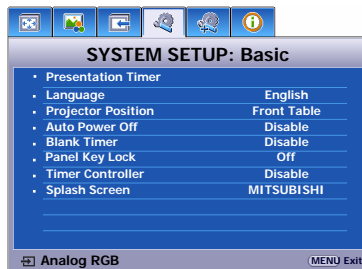 SYSTEM SETUP: Basic
Presentation Timer
Language English
Projector Position Front Table
Auto Power Off Disable
Blank Timer Disable
Panel Key Lock Off
Timer Controller Disable
Splash Screen MITSUBISHI
Analog RGB MENU Exit